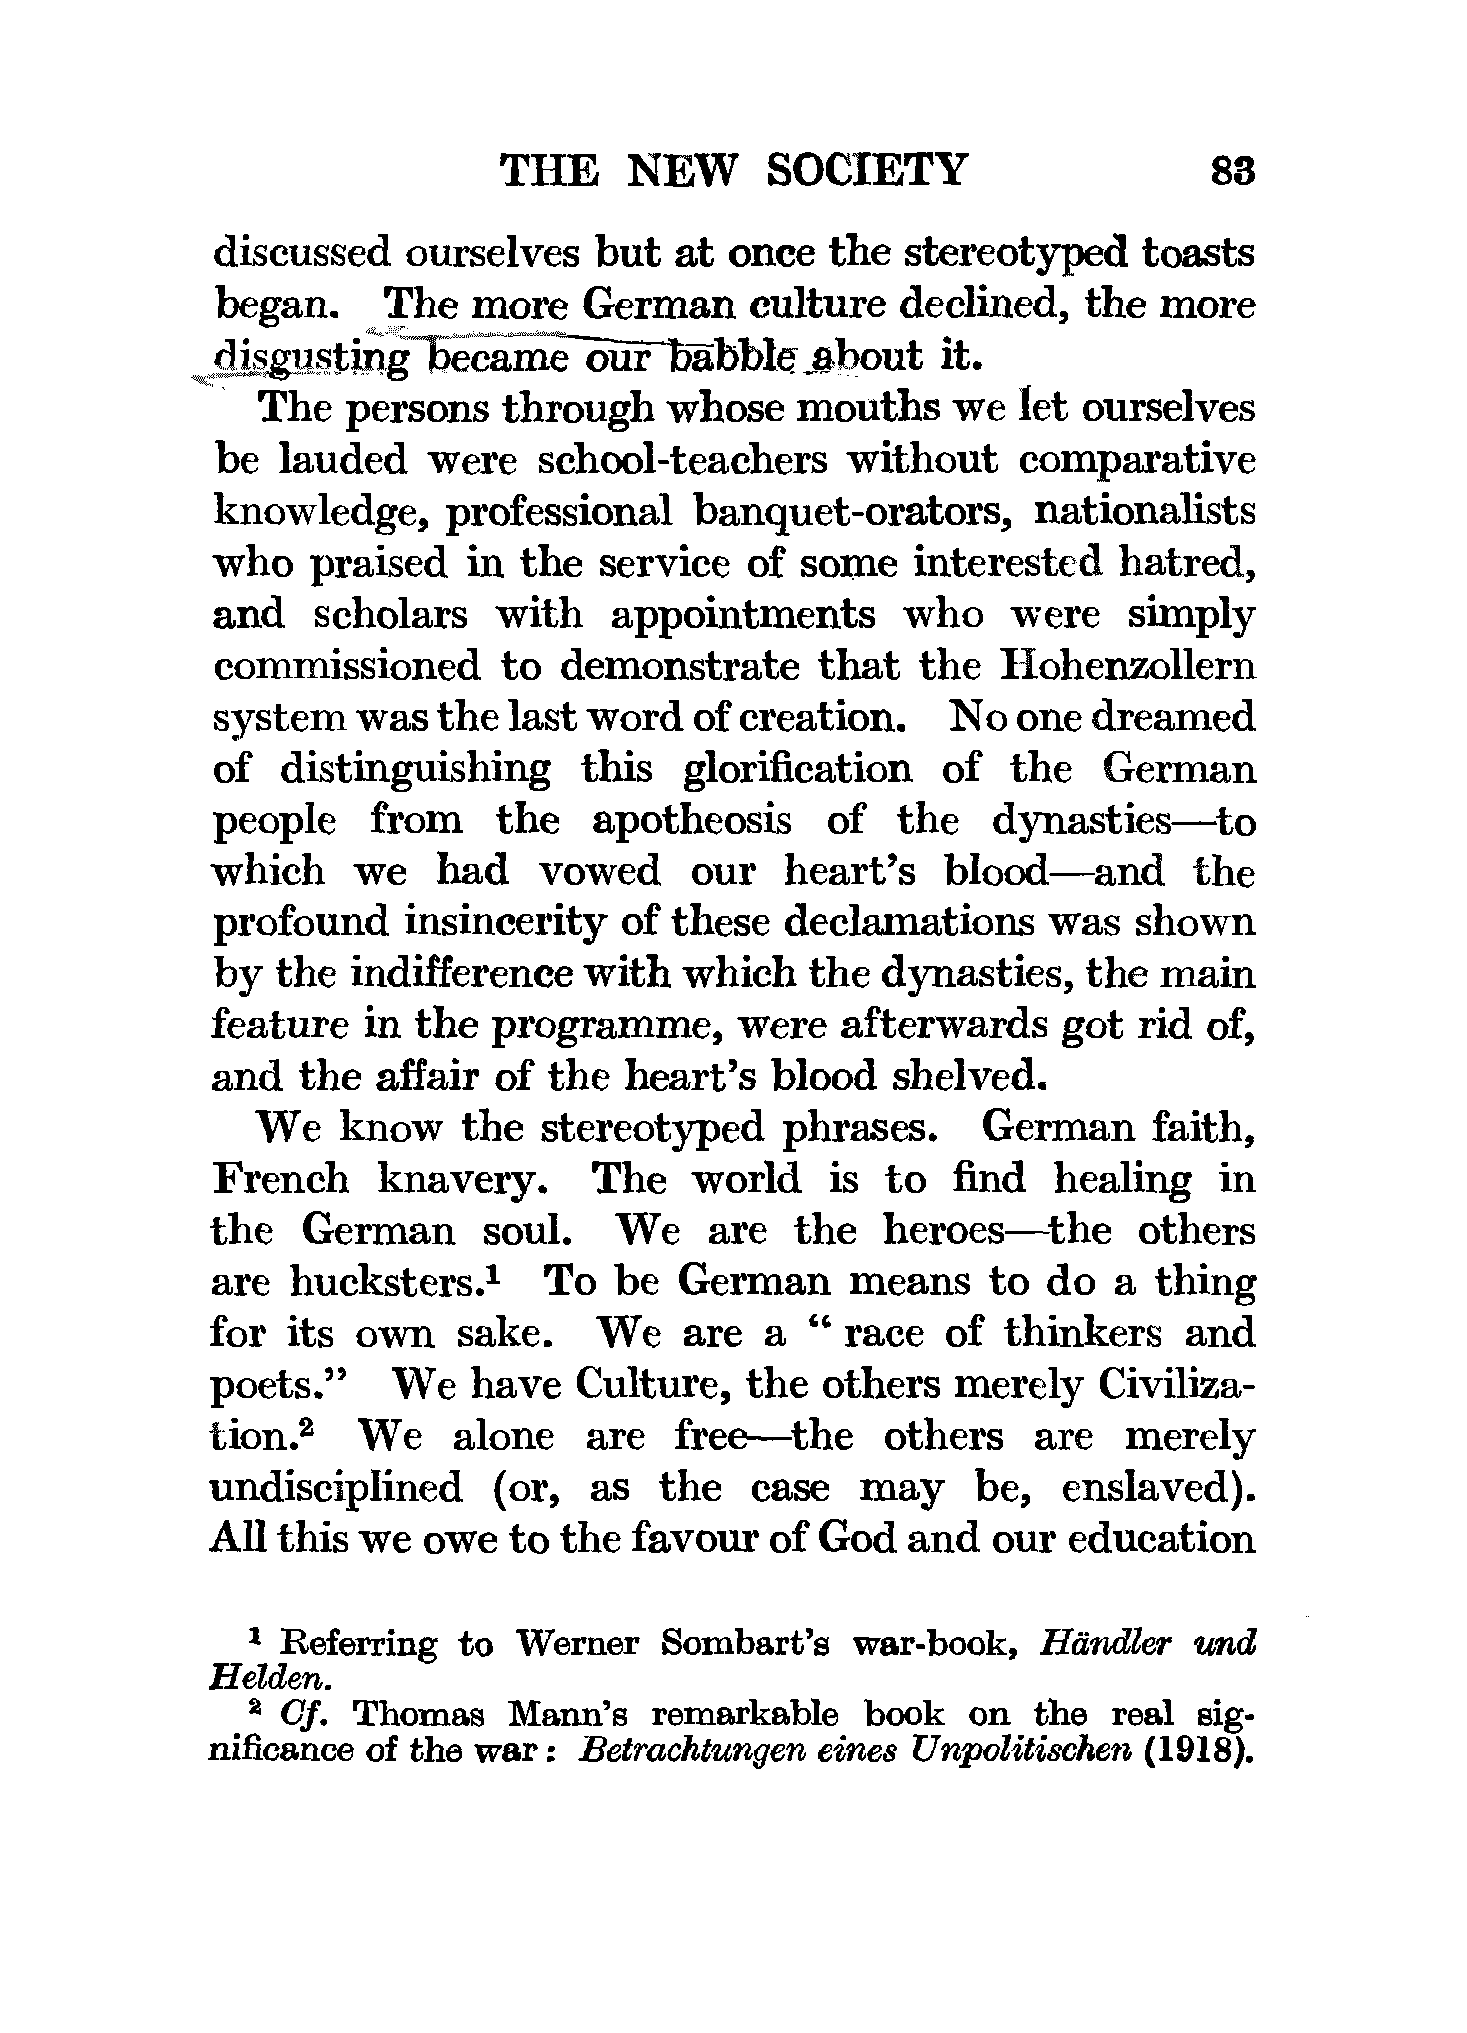 THE NEW SOCIETY 83
discussed ourselves but at once the stereotyped toasts
began. The more German culture declined, the more
disgusting became our babble about it.
The persons through whose mouths we let ourselves
be lauded were school-teachers without comparative
knowledge, professional banquet-orators, nationalists
who praised in the service of some interested hatred,
and scholars with appointments who were simply
commissioned to demonstrate that the Hohenzollern
system was the last word of creation. No one dreamed
of distinguishing this glorification of the German
people from the apotheosis of the dynasties—to
which we had vowed our heart's blood—and the
profound insincerity of these declamations was shown
by the indifference with which the dynasties, the main
feature in the programme, were afterwards got rid of,
and the affair of the heart's blood shelved.
We know the stereotyped phrases. German faith,
French knavery. The world is to find healing in
the German soul. We are the heroes—the others
are hucksters.¹ To be German means to do a thing
for its own sake. We are a “ race of thinkers and
poets.” We have Culture, the others merely Civiliza-
tion.² We alone are free—the others are merely
undisciplined (or, as the case may be, enslaved).
All this we owe to the favour of God and our education
¹ Referring to Werner Sombart's war-book, Händler und
Helden.
² Cf. Thomas Mann's remarkable book on the real sig-
nificance of the war : Betrachtungen eines Unpolitischen (1918).